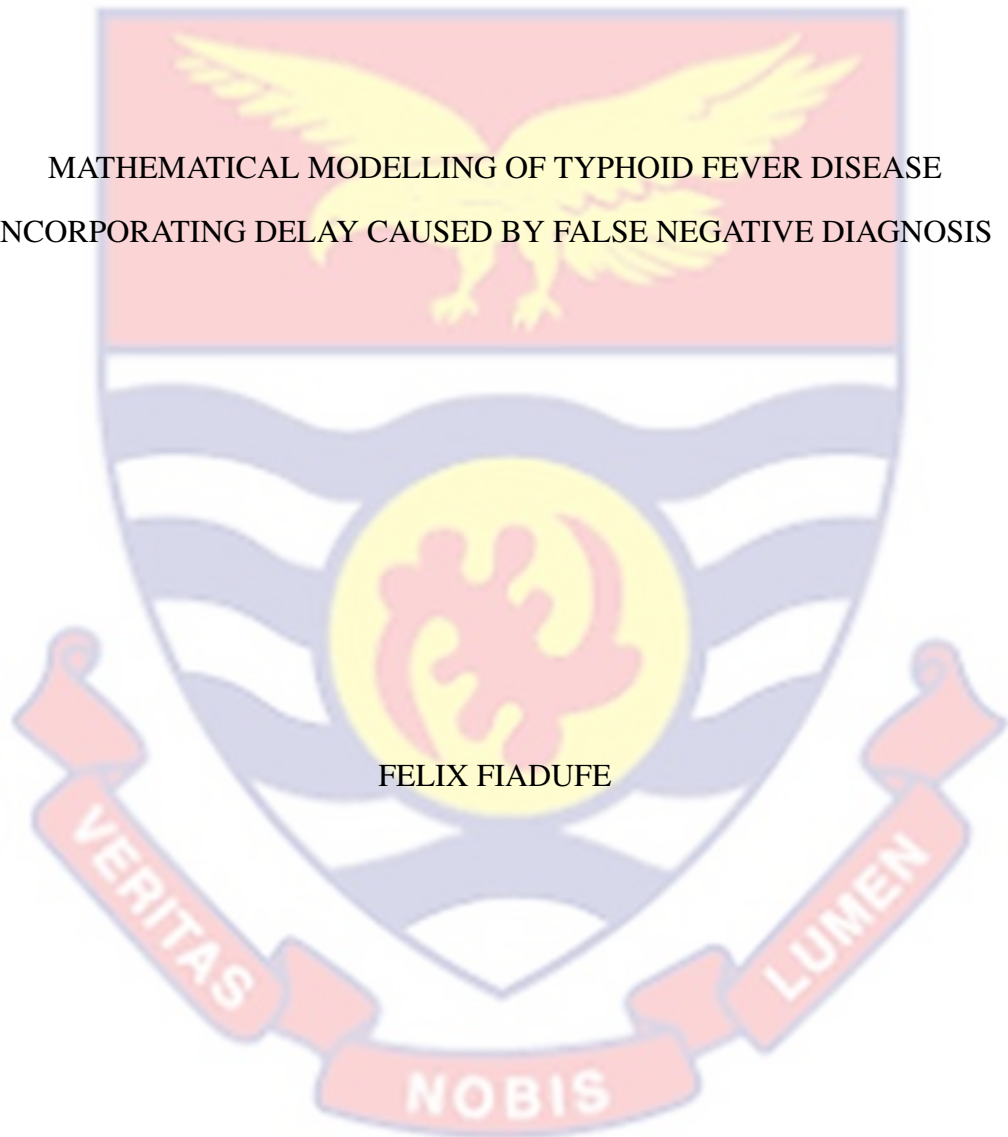 MATHEMATICAL MODELLING OF TYPHOID FEVER DISEASE
NCORPORATING DELAY CAUSED BY FALSE NEGATIVE DIAGNOSIS
FELIX FIADUFE
VERITAS
NOBIS
LUMEN